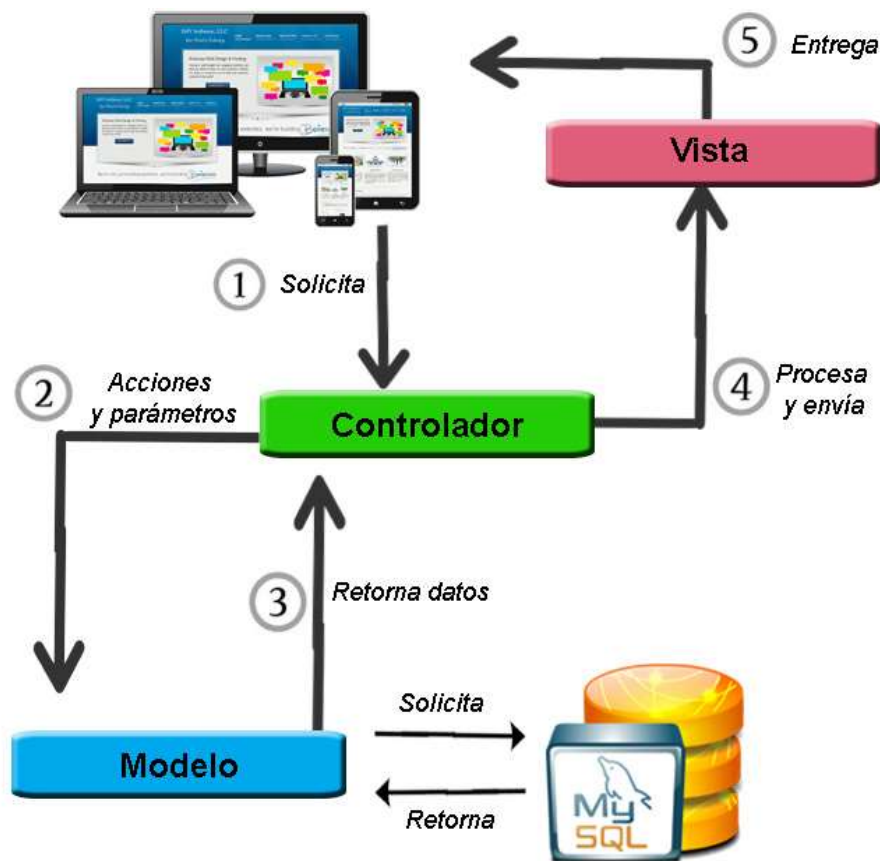 5 Entrega
Vista
1 Solicita
2 Acciones
y parámetros
Controlador
4 Procesa
y envía
3 Retorna datos
Solicita
Modelo
Retorna
My
SQL